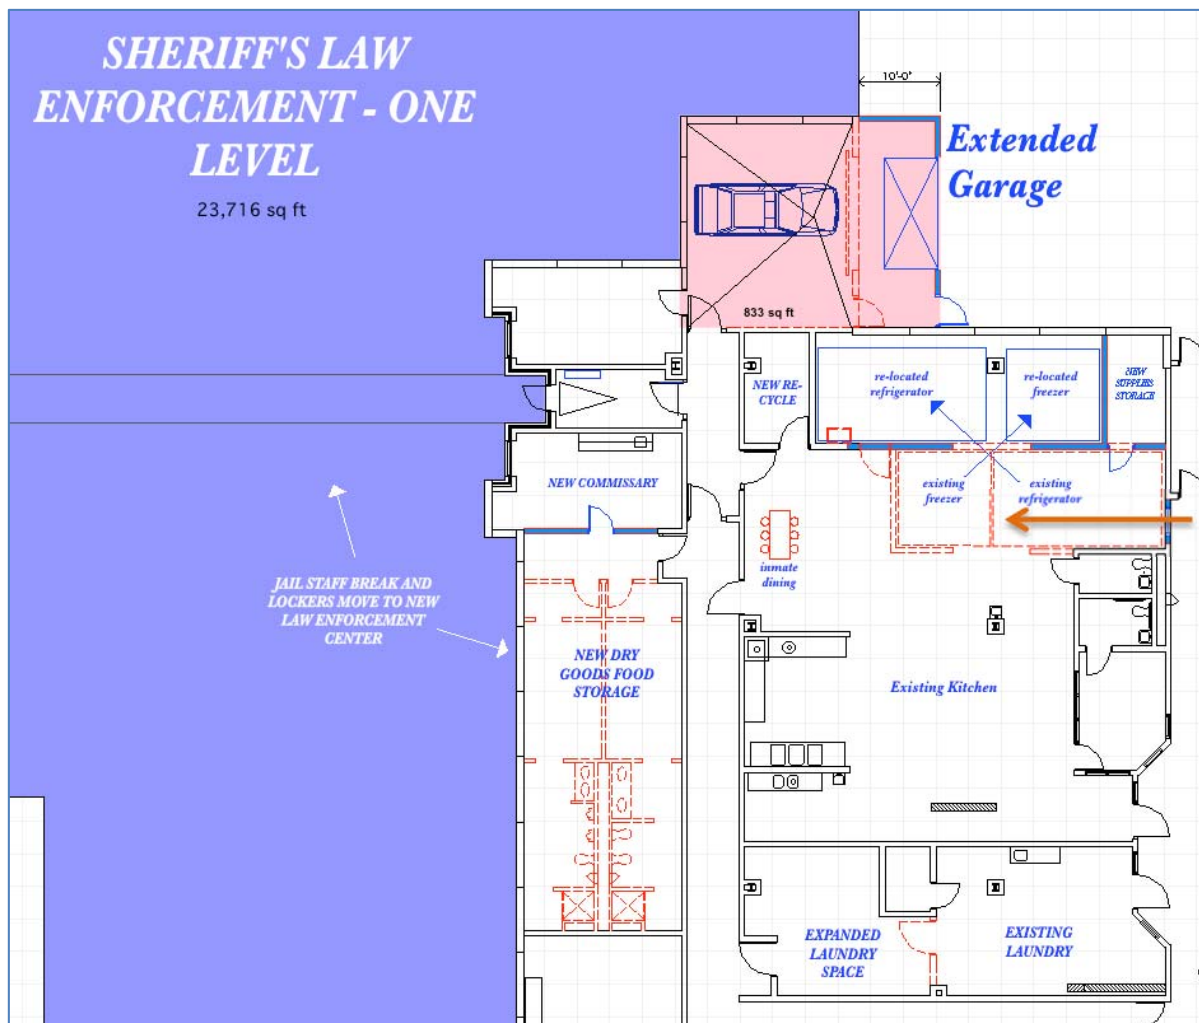 SHERIFF'S LAW
ENFORCEMENT - ONE
LEVEL
23,716 sq ft
10'-0"
Extended
Garage
833 sq ft
NEW RE-
CYCLE
re-located
refrigerator
re-located
freezer
NEW
SUPPLIES
STORAGE
existing
freezer
existing
refrigerator
NEW COMMISSARY
inmate
dining
JAIL STAFF BREAK AND
LOCKERS MOVE TO NEW
LAW ENFORCEMENT
CENTER
NEW DRY
GOODS FOOD
STORAGE
Existing Kitchen
EXPANDED
LAUNDRY
SPACE
EXISTING
LAUNDRY